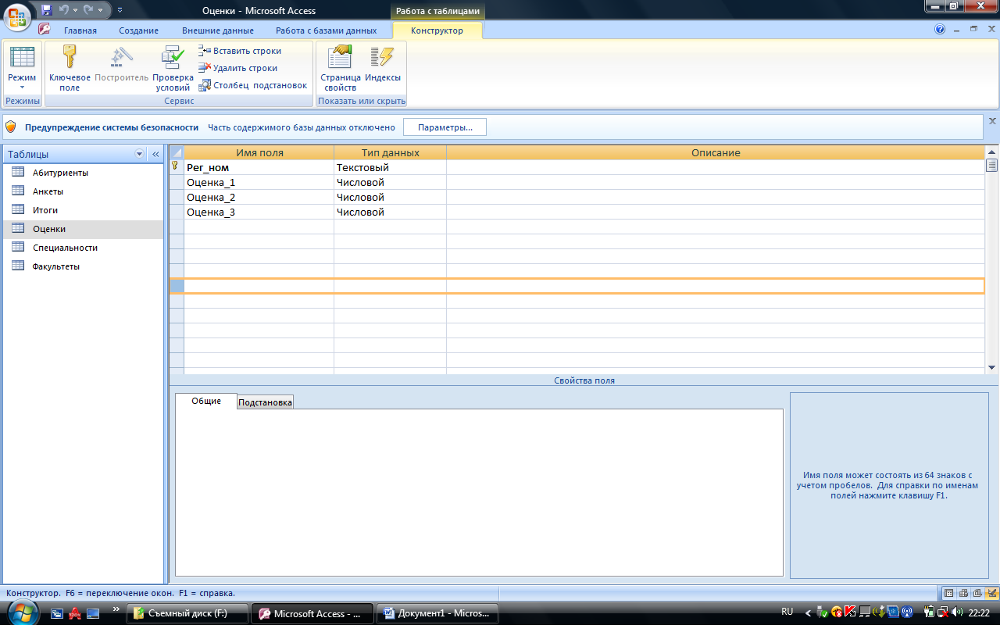 Оценки - Microsoft Access
Работа с таблицами
Главная Создание Внешние данные Работа с базами данных Конструктор
Режим
Ключевое поле
Построитель
Проверка условий
Вставить строки
Удалить строки
Столбец подстановок
Страница свойств
Индексы
Режимы Сервис Показать или скрыть
Предупреждение системы безопасности Часть содержимого базы данных отключено Параметры...
Таблицы
Абитуриенты
Анкеты
Итоги
Оценки
Специальности
Факультеты
Имя поля Тип данных Описание
Рег_ном Текстовый
Оценка_1 Числовой
Оценка_2 Числовой
Оценка_3 Числовой
Свойства поля
Общие Подстановка
Имя поля может состоять из 64 знаков с
учетом пробелов. Для справки по именам
полей нажмите клавишу F1.
Конструктор. F6 = переключение окон. F1 = справка.
Съемный диск (F:) Microsoft Access - ... Документ1 - Micros... RU 22:22